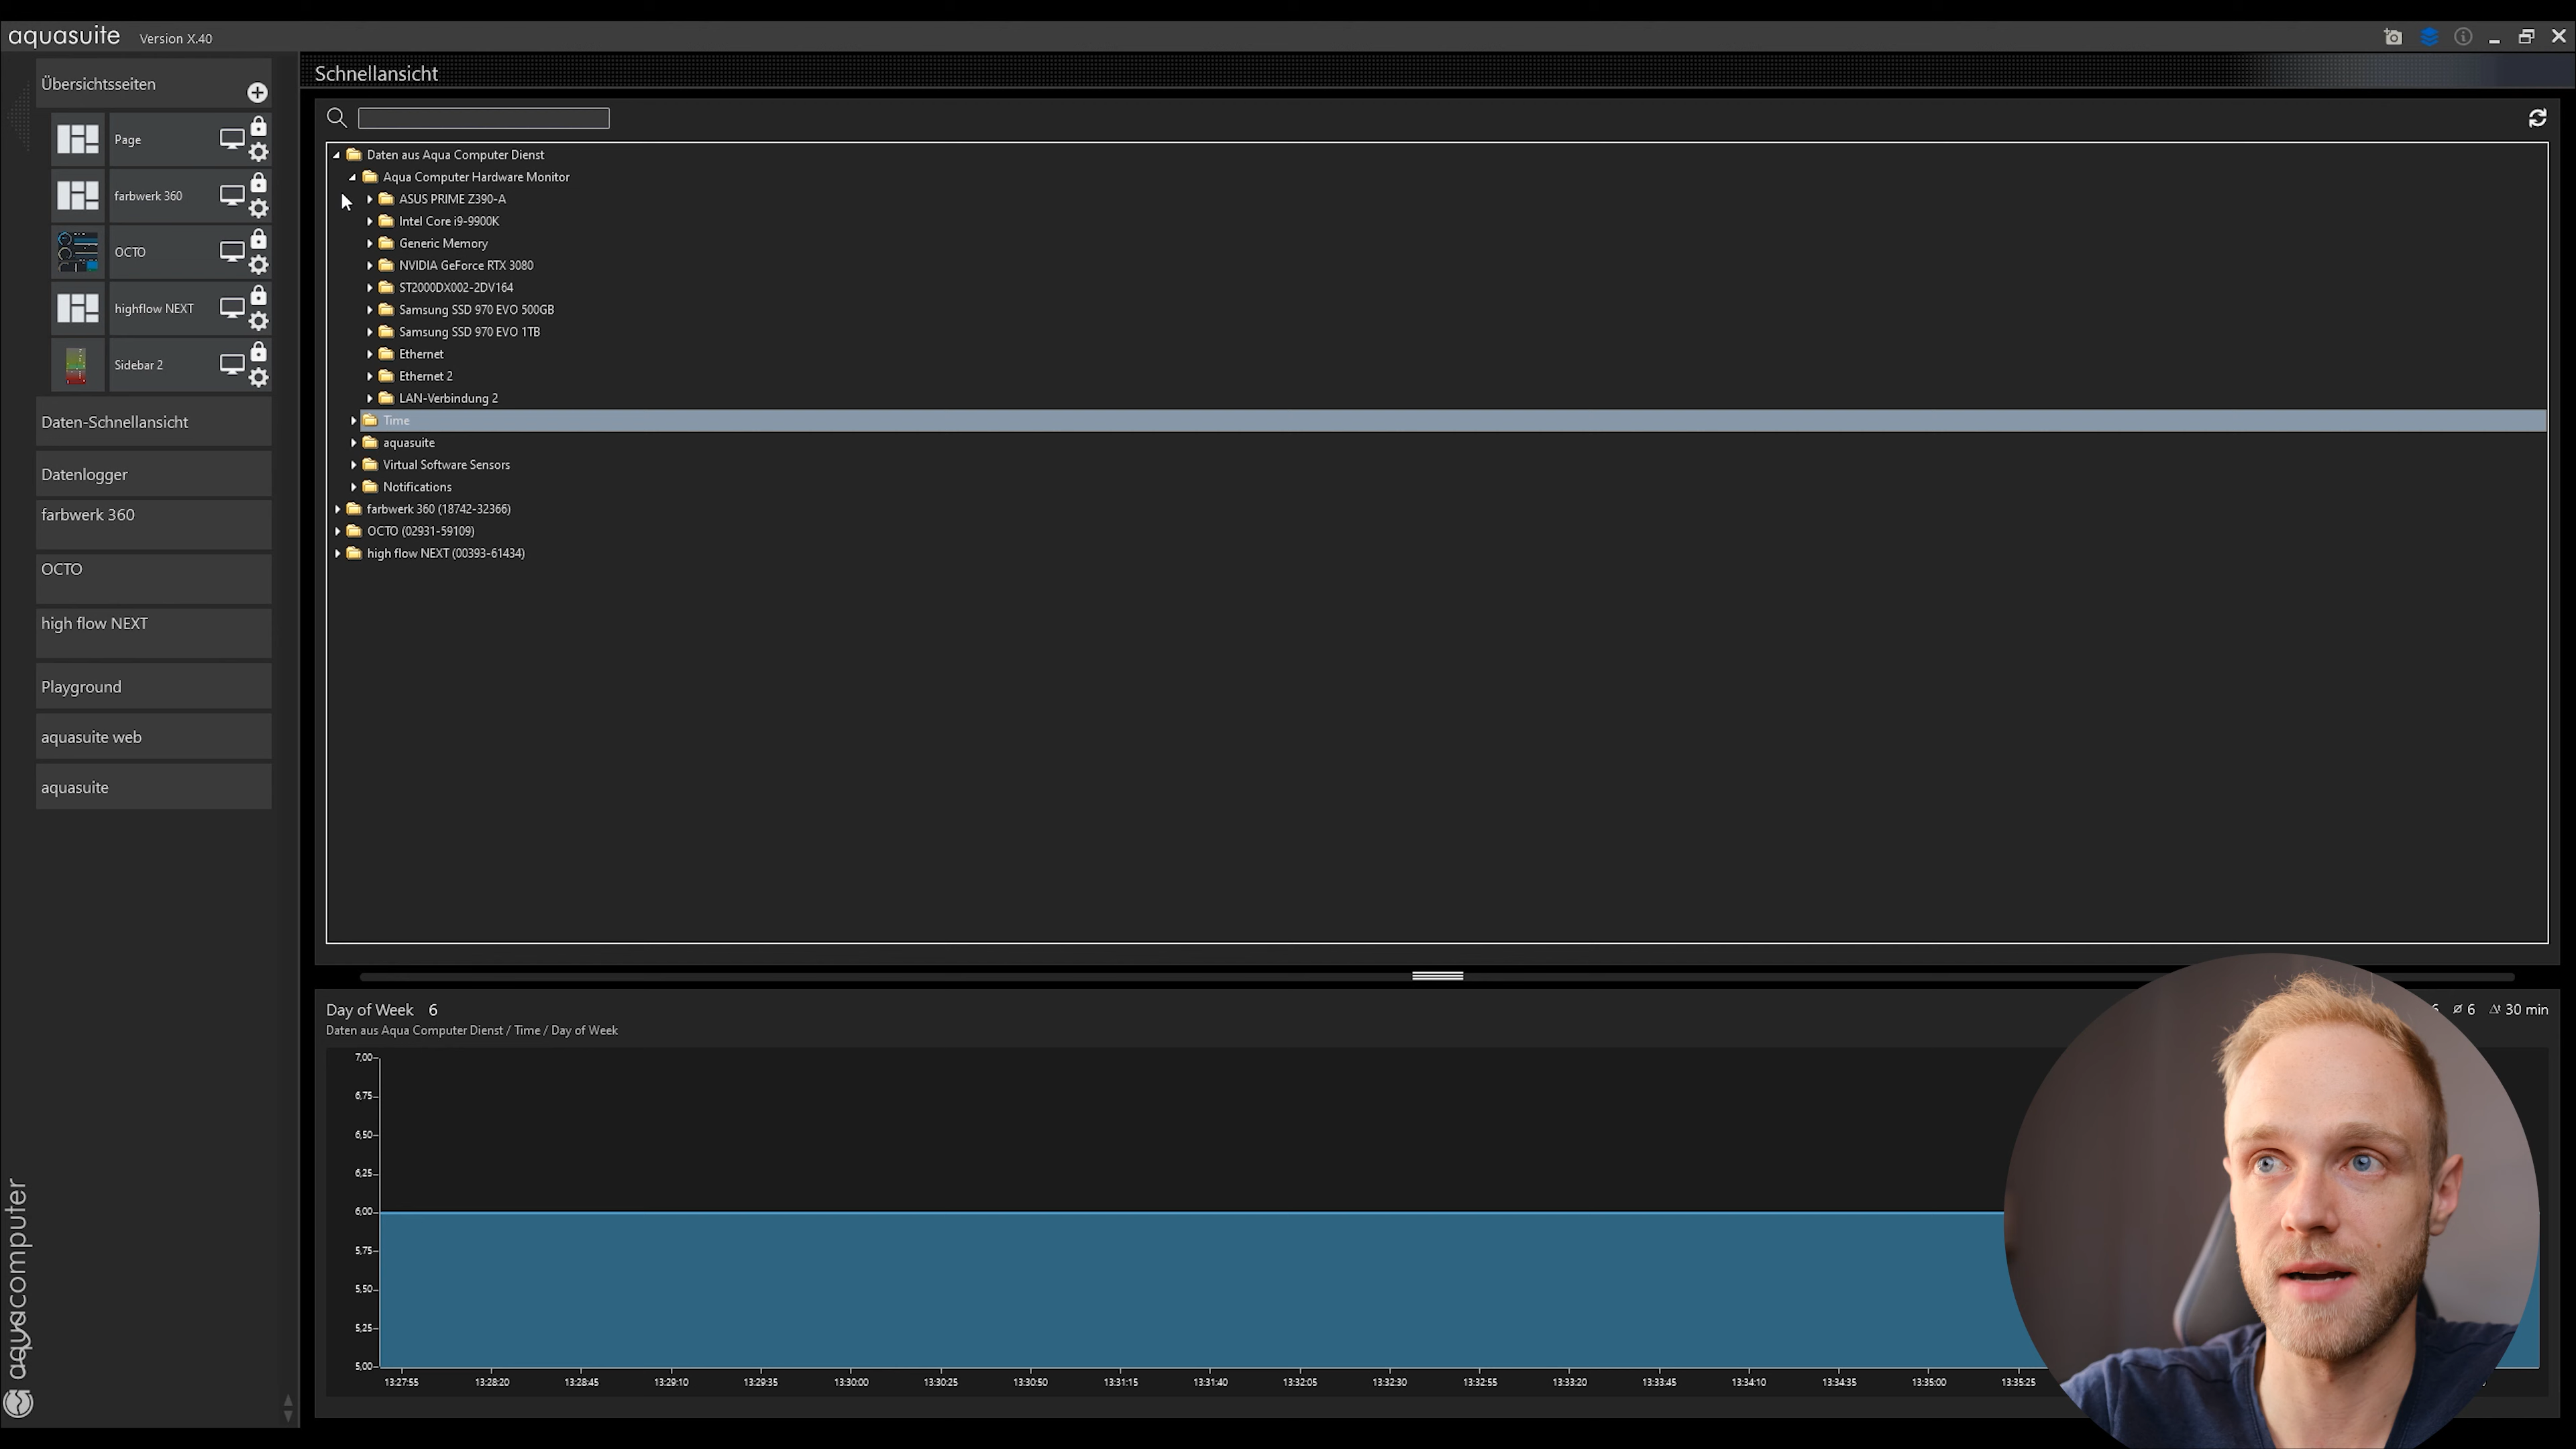 aquasuite Version X.40
Übersichtsseiten
Page
farbwerk 360
OCTO
highflow NEXT
Sidebar 2
Daten-Schnellansicht
Datenlogger
farbwerk 360
OCTO
high flow NEXT
Playground
aquasuite web
aquasuite
aquacomputer
Schnellansicht
Daten aus Aqua Computer Dienst
Aqua Computer Hardware Monitor
ASUS PRIME Z390-A
Intel Core i9-9900K
Generic Memory
NVIDIA GeForce RTX 3080
ST2000DX002-2DV164
Samsung SSD 970 EVO 500GB
Samsung SSD 970 EVO 1TB
Ethernet
Ethernet 2
LAN-Verbindung 2
Time
aquasuite
Virtual Software Sensors
Notifications
farbwerk 360 (18742-32366)
OCTO (02931-59109)
high flow NEXT (00393-61434)
Day of Week 6
6 ⌀ 6 Δt 30 min
Daten aus Aqua Computer Dienst / Time / Day of Week
7,00
6,75
6,50
6,25
6,00
5,75
5,50
5,25
5,00
13:27:55 13:28:20 13:28:45 13:29:10 13:29:35 13:30:00 13:30:25 13:30:50 13:31:15 13:31:40 13:32:05 13:32:30 13:32:55 13:33:20 13:33:45 13:34:10 13:34:35 13:35:00 13:35:25